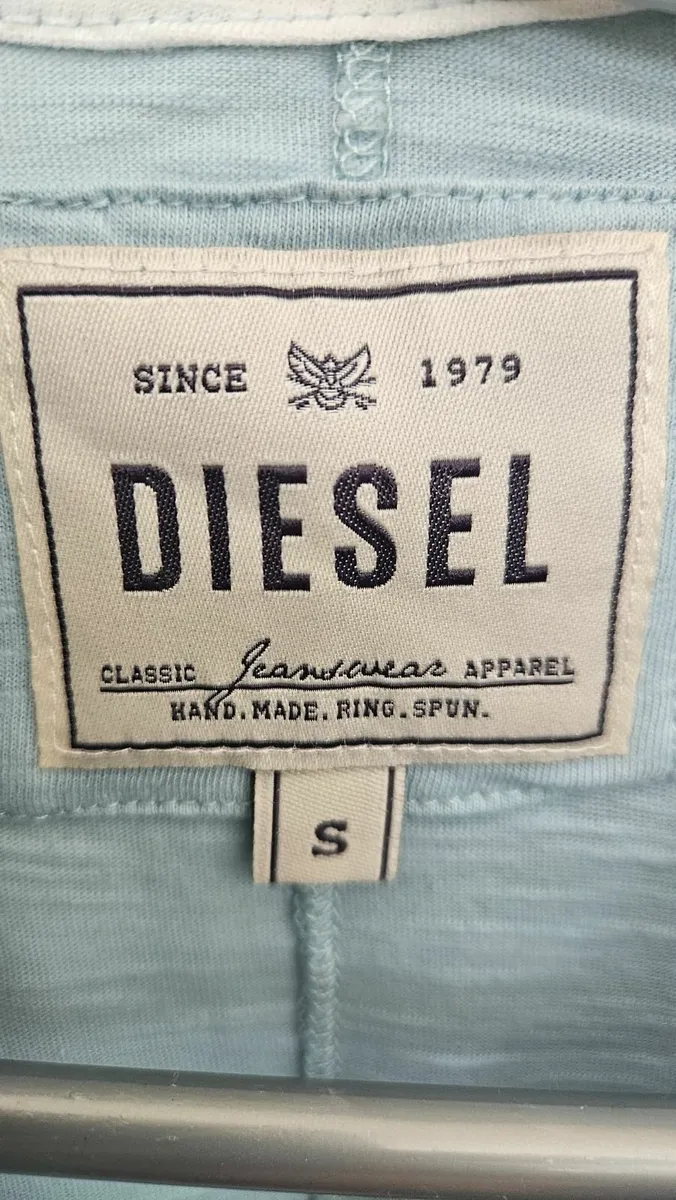 SINCE 1979
DIESEL
CLASSIC Jeanswear APPAREL
HAND.MADE.RING.SPUN.
S